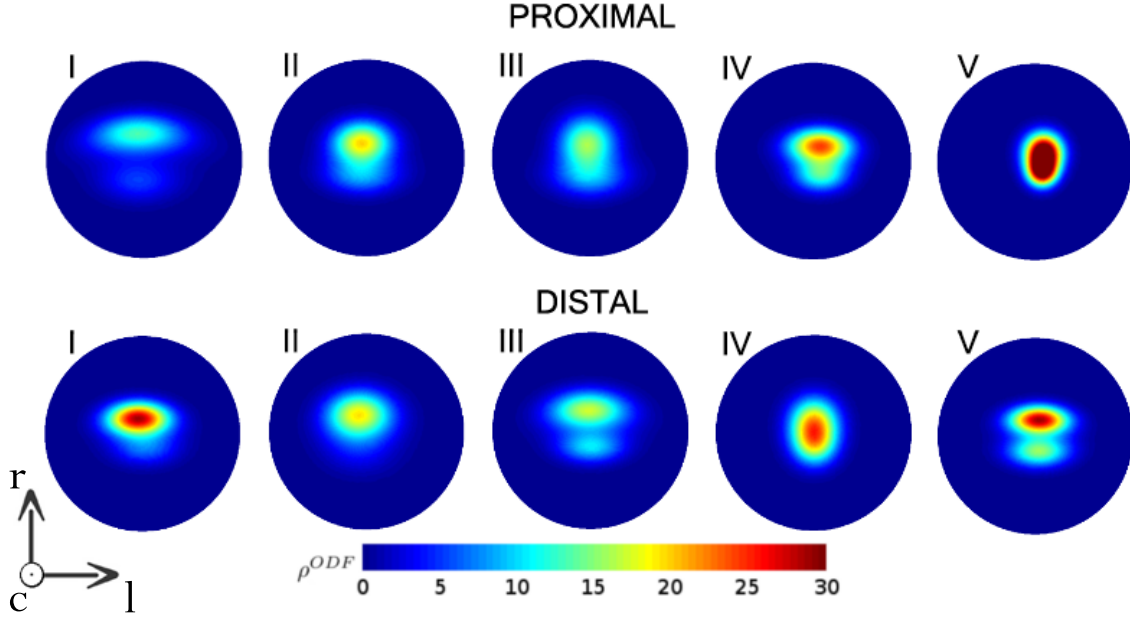 PROXIMAL
I II III IV V
DISTAL
I II III IV V
r
c l
ρ^{ODF}
0 5 10 15 20 25 30